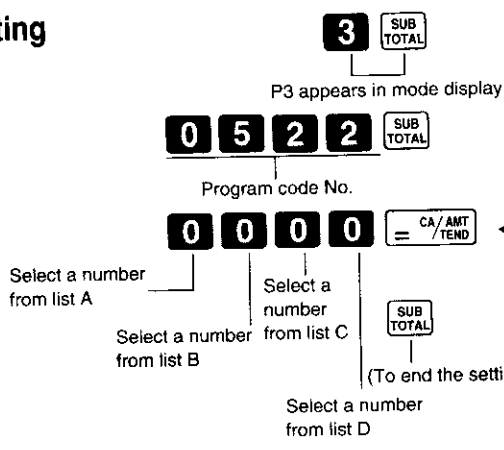 ting
3 SUB TOTAL
P3 appears in mode display
0 5 2 2 SUB TOTAL
Program code No.
0 0 0 0 = CA/AMT /TEND
Select a number
from list A
Select a number
from list B
Select a
number
from list C
SUB TOTAL
(To end the setti
Select a number
from list D